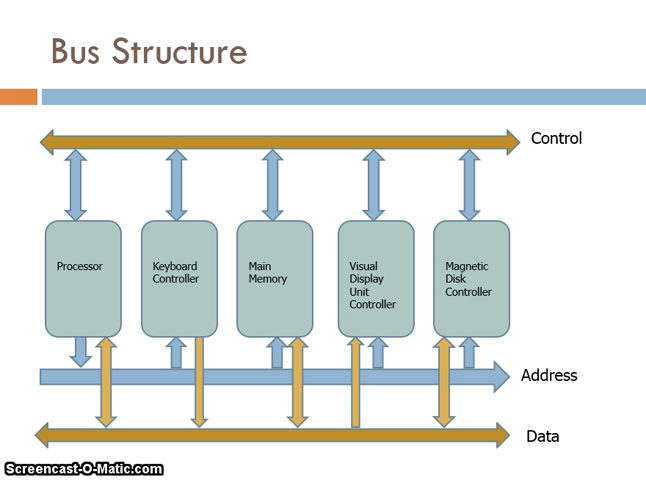 Bus Structure
Control
Processor
Keyboard
Controller
Main
Memory
Visual
Display
Unit
Controller
Magnetic
Disk
Controller
Address
Data
Screencast-O-Matic.com